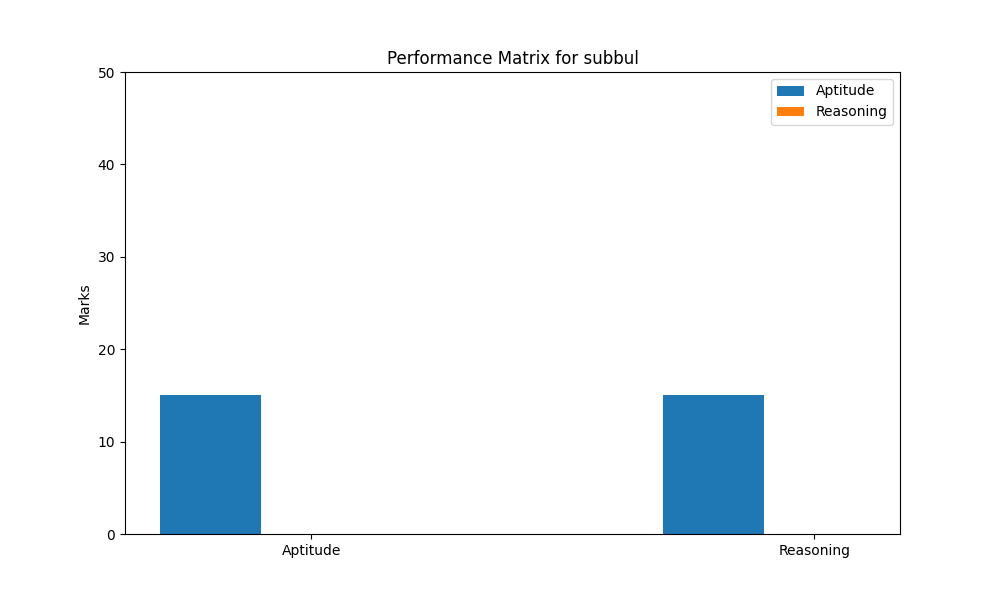 Performance Matrix for subbul
Aptitude
Reasoning
Marks
50
40
30
20
10
0
Aptitude
Reasoning